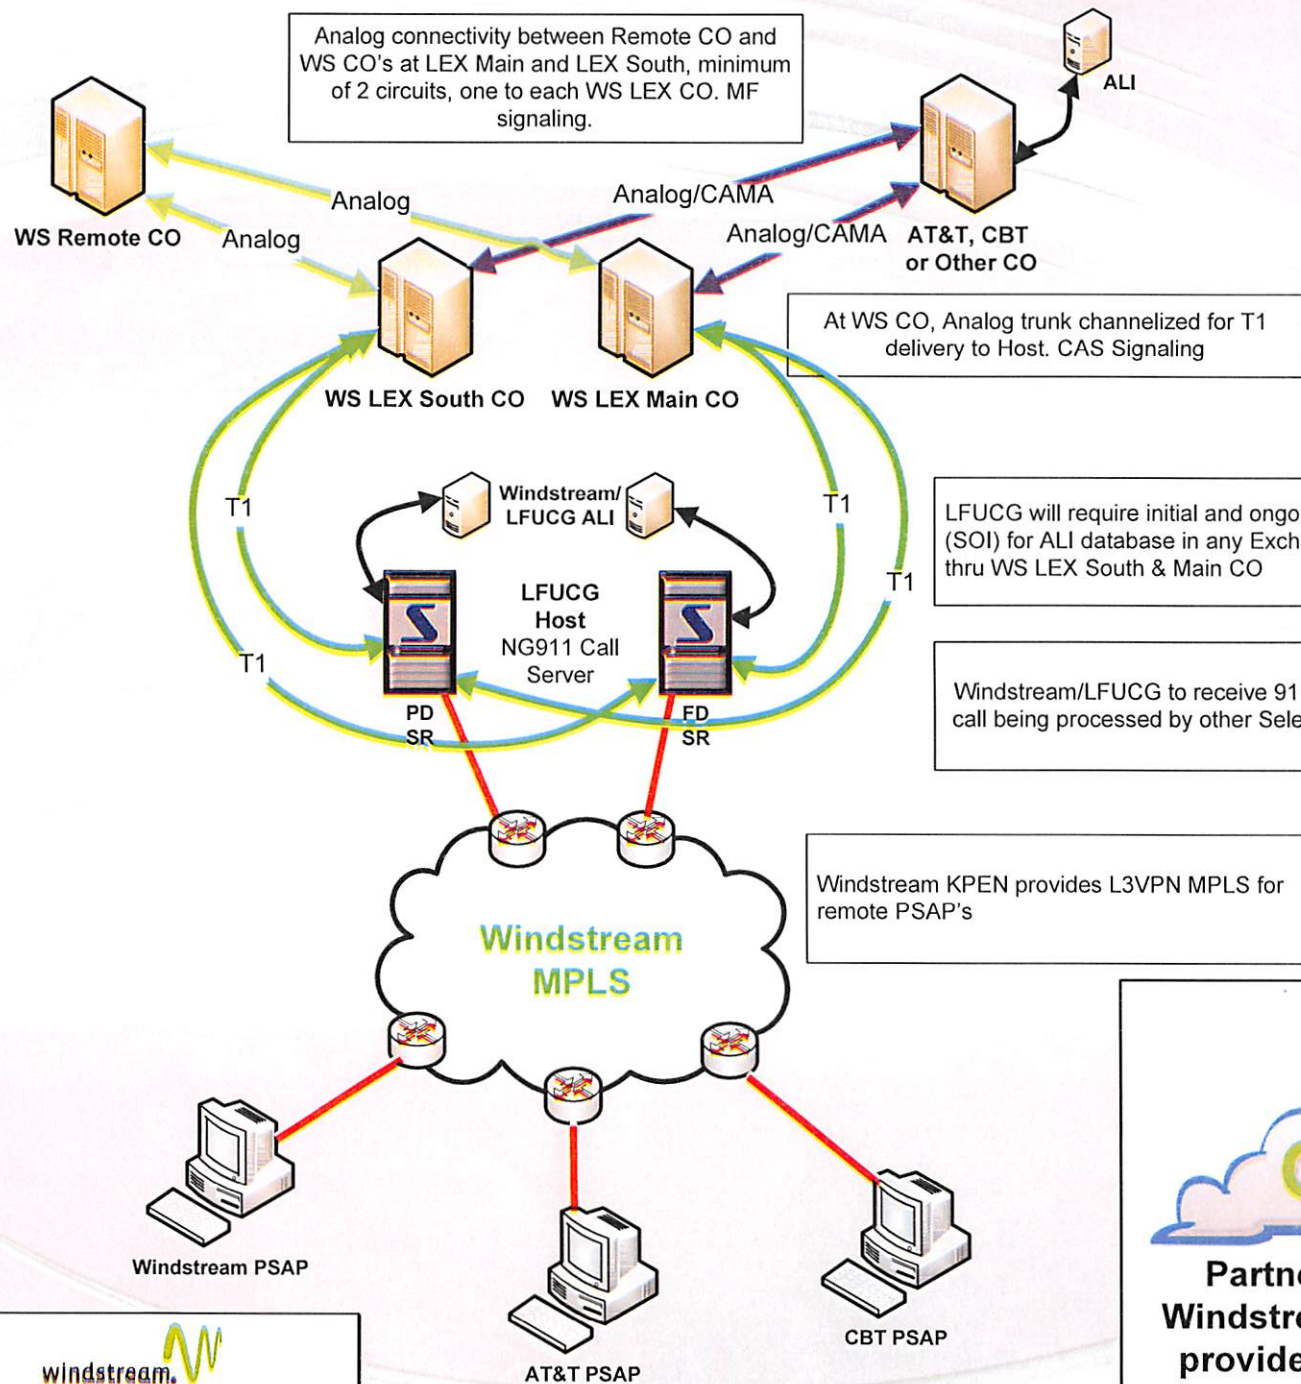 Analog connectivity between Remote CO and
WS CO's at LEX Main and LEX South, minimum
of 2 circuits, one to each WS LEX CO. MF
signaling.
ALI
Analog
Analog/CAMA
WS Remote CO
Analog
Analog/CAMA
AT&T, CBT
or Other CO
At WS CO, Analog trunk channelized for T1
delivery to Host. CAS Signaling
WS LEX South CO
WS LEX Main CO
Windstream/
LFUCG ALI
T1
T1
LFUCG will require initial and ongo
(SOI) for ALI database in any Exch
thru WS LEX South & Main CO
T1
LFUCG
Host
NG911 Call
Server
T1
Windstream/LFUCG to receive 91
call being processed by other Sele
PD
SR
FD
SR
Windstream KPEN provides L3VPN MPLS for
remote PSAP's
Windstream
MPLS
Windstream PSAP
AT&T PSAP
CBT PSAP
windstream.
Partne
Windstre
provide